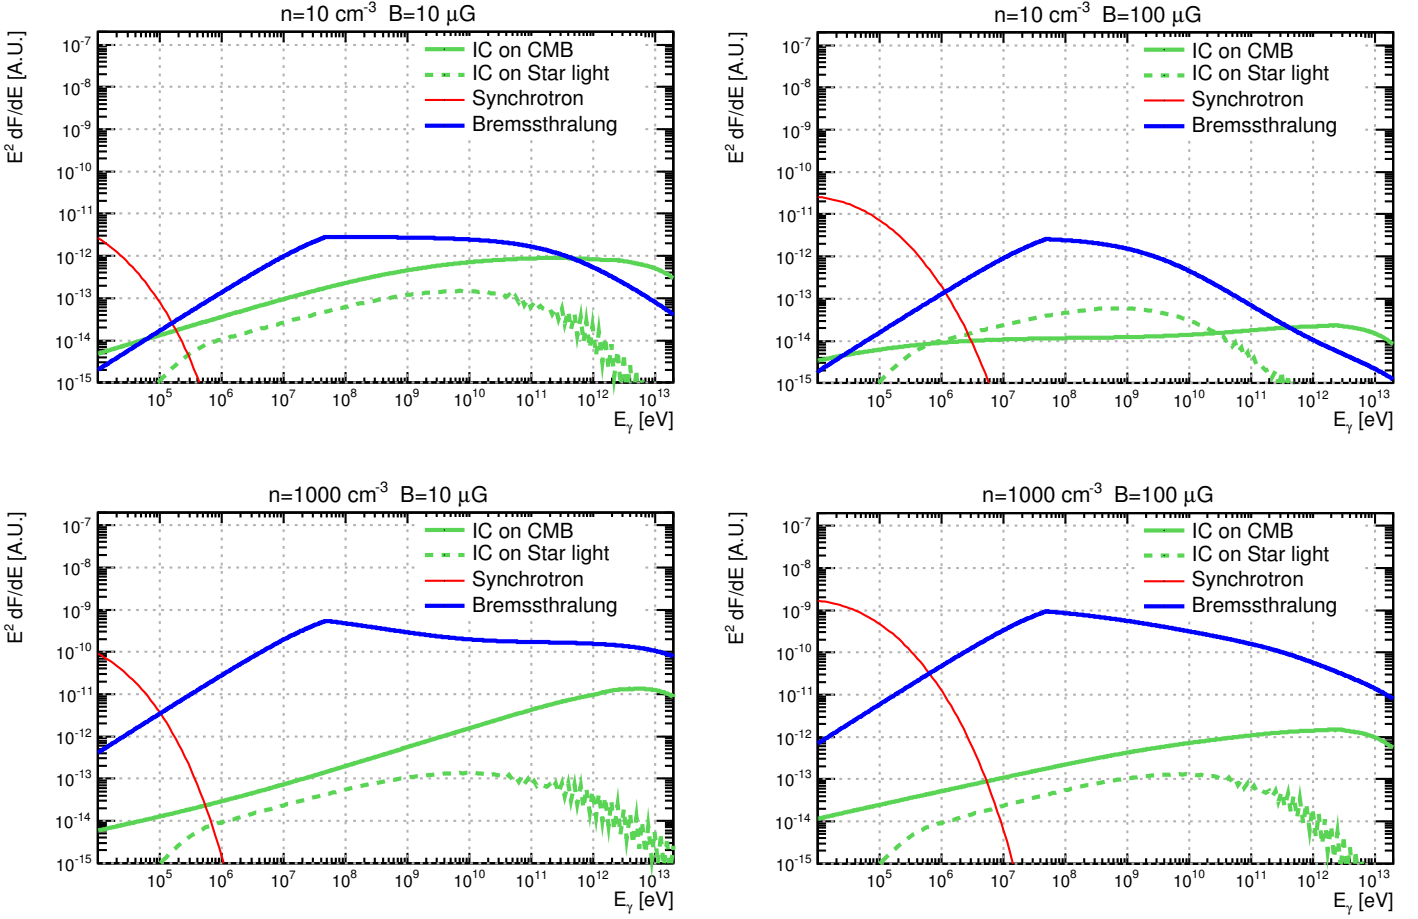 n=10 cm-3 B=10 μG
E2 dF/dE [A.U.]
IC on CMB
IC on Star light
Synchrotron
Bremssthralung
10-7
10-8
10-9
10-10
10-11
10-12
10-13
10-14
10-15
105 106 107 108 109 1010 1011 1012 1013
Eγ [eV]
n=10 cm-3 B=100 μG
E2 dF/dE [A.U.]
IC on CMB
IC on Star light
Synchrotron
Bremssthralung
10-7
10-8
10-9
10-10
10-11
10-12
10-13
10-14
10-15
105 106 107 108 109 1010 1011 1012 1013
Eγ [eV]
n=1000 cm-3 B=10 μG
E2 dF/dE [A.U.]
IC on CMB
IC on Star light
Synchrotron
Bremssthralung
10-7
10-8
10-9
10-10
10-11
10-12
10-13
10-14
10-15
105 106 107 108 109 1010 1011 1012 1013
Eγ [eV]
n=1000 cm-3 B=100 μG
E2 dF/dE [A.U.]
IC on CMB
IC on Star light
Synchrotron
Bremssthralung
10-7
10-8
10-9
10-10
10-11
10-12
10-13
10-14
10-15
105 106 107 108 109 1010 1011 1012 1013
Eγ [eV]